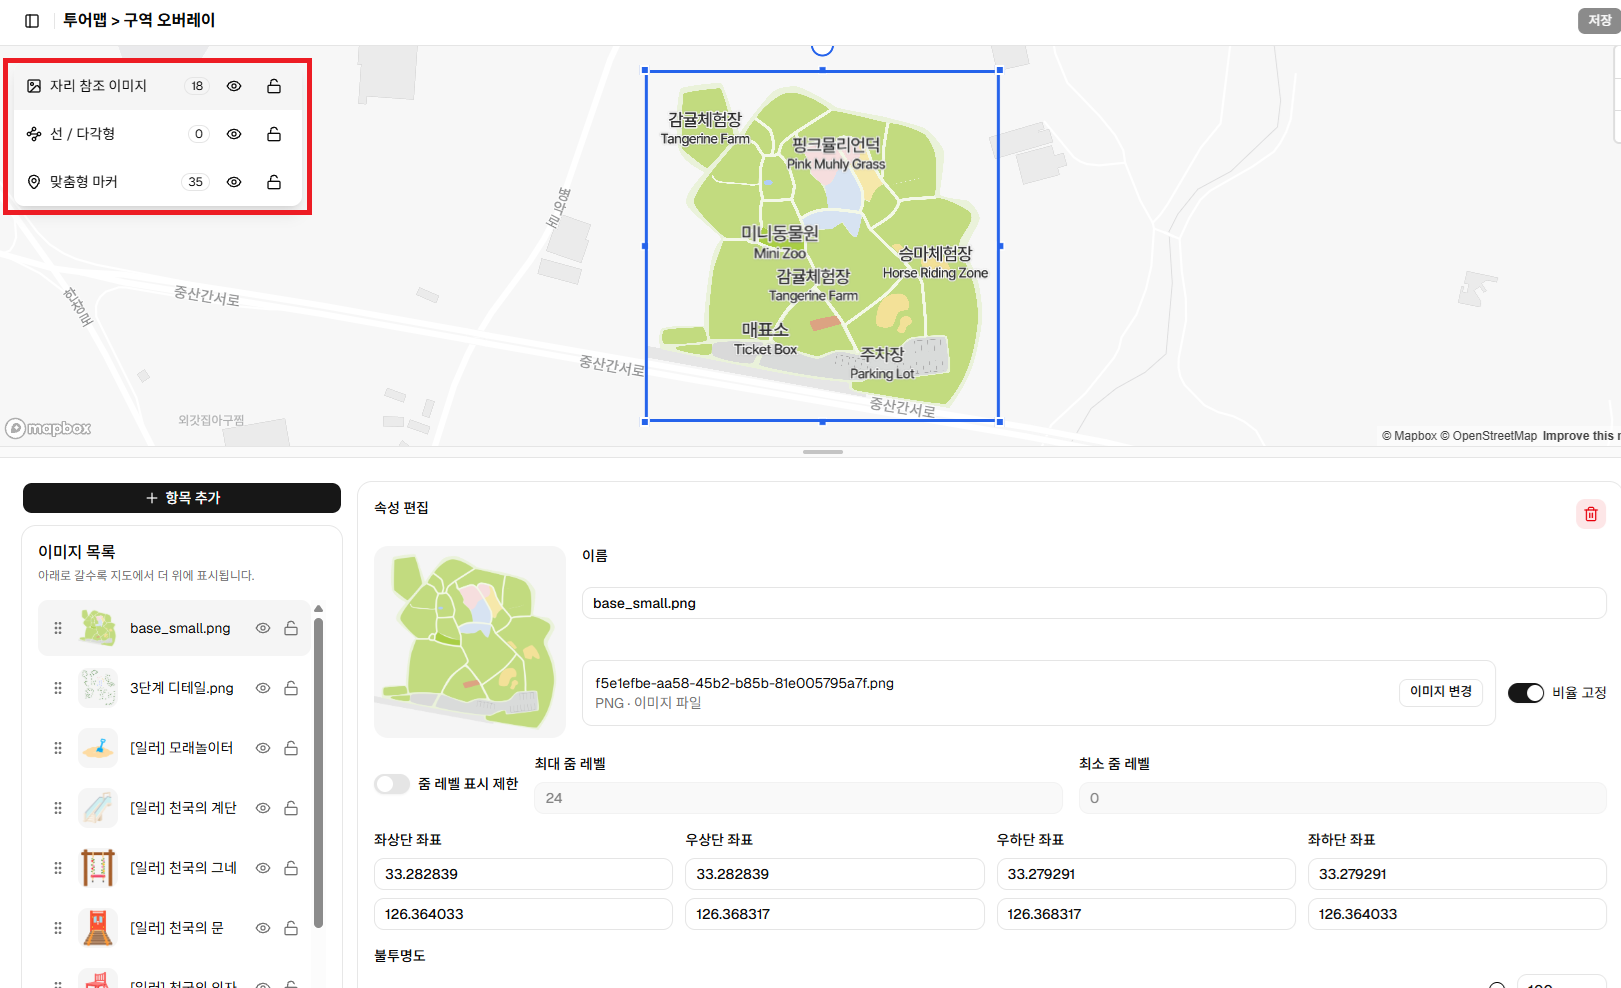 투어맵 > 구역 오버레이
저장
자리 참조 이미지 18
선 / 다각형 0
맞춤형 마커 35
감귤체험장
Tangerine Farm
핑크뮬리언덕
Pink Muhly Grass
미니동물원
Mini Zoo
승마체험장
Horse Riding Zone
감귤체험장
Tangerine Farm
매표소
Ticket Box
주차장
Parking Lot
중산간서로
중산간서로
중산간서로
외갓집아구찜
mapbox
© Mapbox © OpenStreetMap Improve this
+ 항목 추가
이미지 목록
아래로 갈수록 지도에서 더 위에 표시됩니다.
base_small.png
3단계 디테일.png
[일러] 모래놀이터
[일러] 천국의 계단
[일러] 천국의 그네
[일러] 천국의 문
[일러] 천국의 의자
속성 편집
이름
base_small.png
f5e1efbe-aa58-45b2-b85b-81e005795a7f.png
PNG · 이미지 파일
이미지 변경
비율 고정
줌 레벨 표시 제한
최대 줌 레벨
24
최소 줌 레벨
0
좌상단 좌표 우상단 좌표 우하단 좌표 좌하단 좌표
33.282839 33.282839 33.279291 33.279291
126.364033 126.368317 126.368317 126.364033
불투명도
100